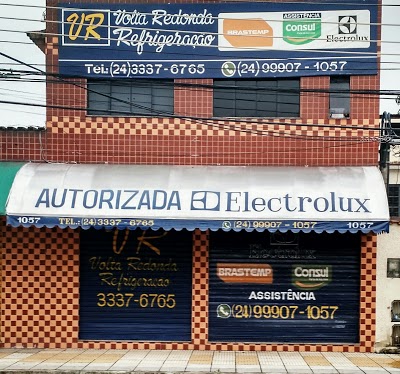 VR Volta Redonda
Refrigeração
BRASTEMP
ASSISTÊNCIA
Consul
Electrolux
Tel.: (24) 3337-6765
(24) 99907-1057
AUTORIZADA Electrolux
1057 TEL.: (24) 3337-6765 (24) 99907-1057 1057
VR
Volta Redonda
Refrigeração
3337-6765
Electrolux
BRASTEMP
Consul
ASSISTÊNCIA
(24) 99907-1057